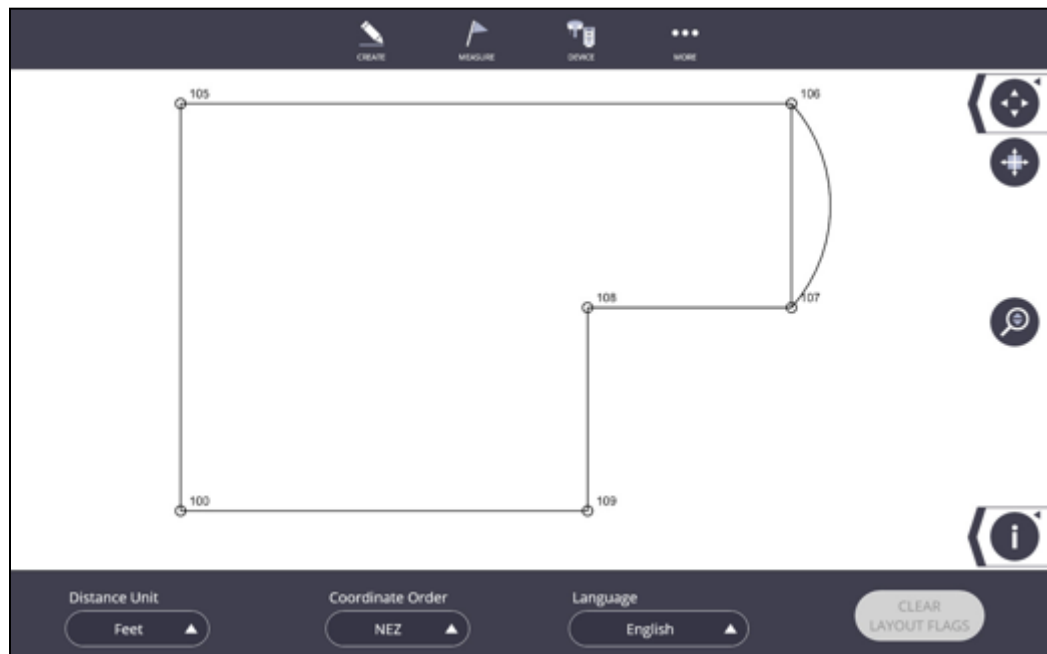 CREATE
MEASURE
DEVICE
MORE
105
106
108
107
100
109
Distance Unit
Coordinate Order
Language
Feet
NEZ
English
CLEAR
LAYOUT FLAGS